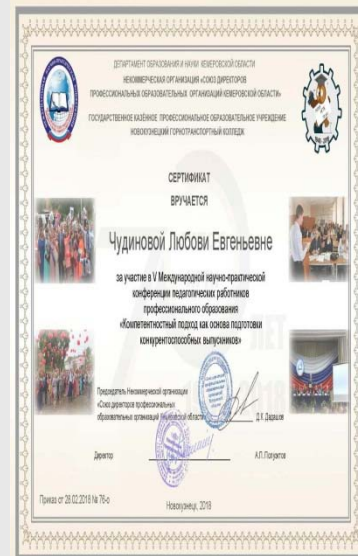 ДЕПАРТАМЕНТ ОБРАЗОВАНИЯ И НАУКИ КЕМЕРОВСКОЙ ОБЛАСТИ
НЕКОММЕРЧЕСКАЯ ОРГАНИЗАЦИЯ «СОЮЗ ДИРЕКТОРОВ
ПРОФЕССИОНАЛЬНЫХ ОБРАЗОВАТЕЛЬНЫХ ОРГАНИЗАЦИЙ КЕМЕРОВСКОЙ ОБЛАСТИ»
ГОСУДАРСТВЕННОЕ КАЗЁННОЕ ПРОФЕССИОНАЛЬНОЕ ОБРАЗОВАТЕЛЬНОЕ УЧРЕЖДЕНИЕ
НОВОКУЗНЕЦКИЙ ГОРНОТРАНСПОРТНЫЙ КОЛЛЕДЖ
СЕРТИФИКАТ
ВРУЧАЕТСЯ
Чудиновой Любови Евгеньевне
за участие в V Международной научно-практической
конференции педагогических работников
профессионального образования
«Компетентностный подход как основа подготовки
конкурентоспособных выпускников»
ЛЕТ
2018
Председатель Некоммерческой организации
«Союз директоров профессиональных
образовательных организаций Кемеровской области»
Д.К. Дадашов
Директор
А.П. Полуэктов
Приказ от 28.02.2018 № 76-о
Новокузнецк, 2018